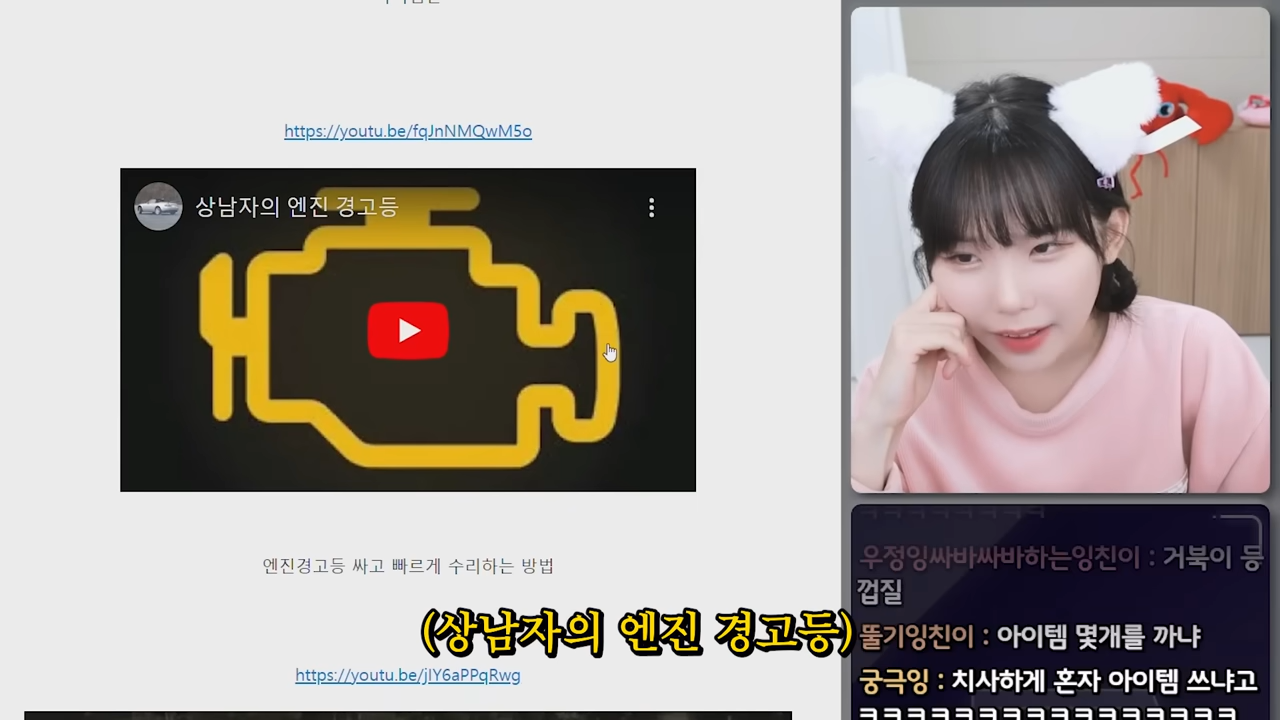 https://youtu.be/fqJnNMQwM5o
상남자의 엔진 경고등
엔진경고등 싸고 빠르게 수리하는 방법
(상남자의 엔진 경고등)
https://youtu.be/jlY6aPPqRwg
우정잉싸바싸바하는잉친이 : 거북이 등
껍질
뚤기잉친이 : 아이템 몇개를 까냐
궁극잉 : 치사하게 혼자 아이템 쓰냐고
ㅋㅋㅋㅋㅋㅋㅋㅋㅋㅋㅋㅋㅋㅋㅋㅋ